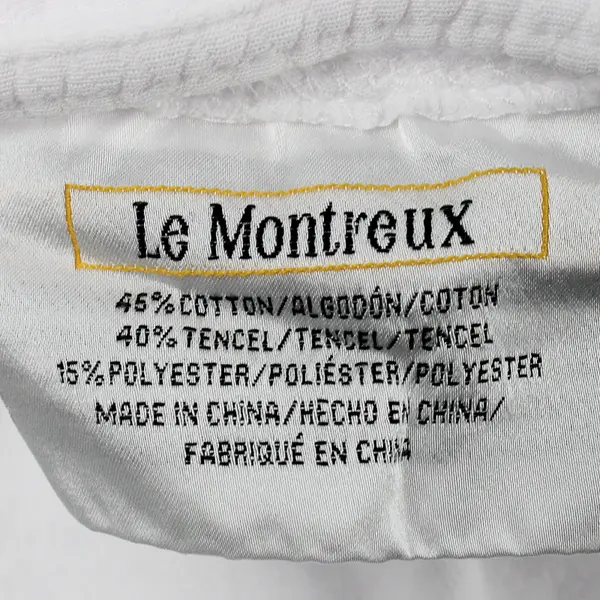 Le Montreux
45% COTTON/ALGODÓN/COTON
40% TENCEL/TENCEL/TENCEL
15% POLYESTER/POLIÉSTER/POLYESTER
MADE IN CHINA/HECHO EN CHINA/
FABRIQUÉ EN CHINA